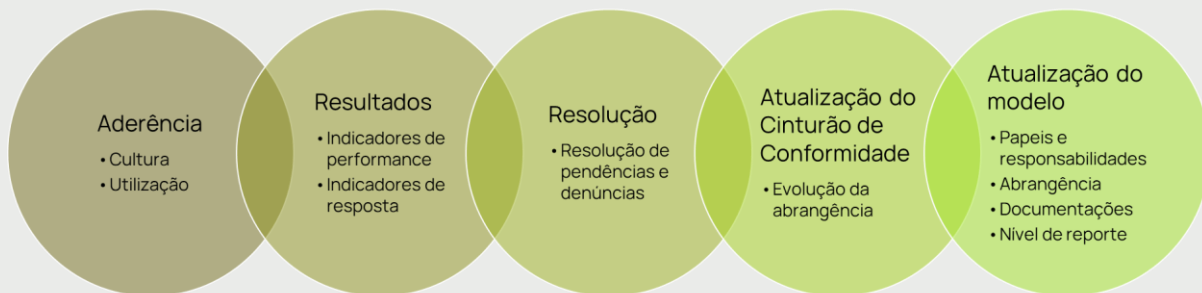 Aderência
• Cultura
• Utilização
Resultados
• Indicadores de
performance
• Indicadores de
resposta
Resolução
• Resolução de
pendências e
denúncias
Atualização do
Cinturão de
Conformidade
• Evolução da
abrangência
Atualização do
modelo
• Papeis e
responsabilidades
• Abrangência
• Documentações
• Nível de reporte